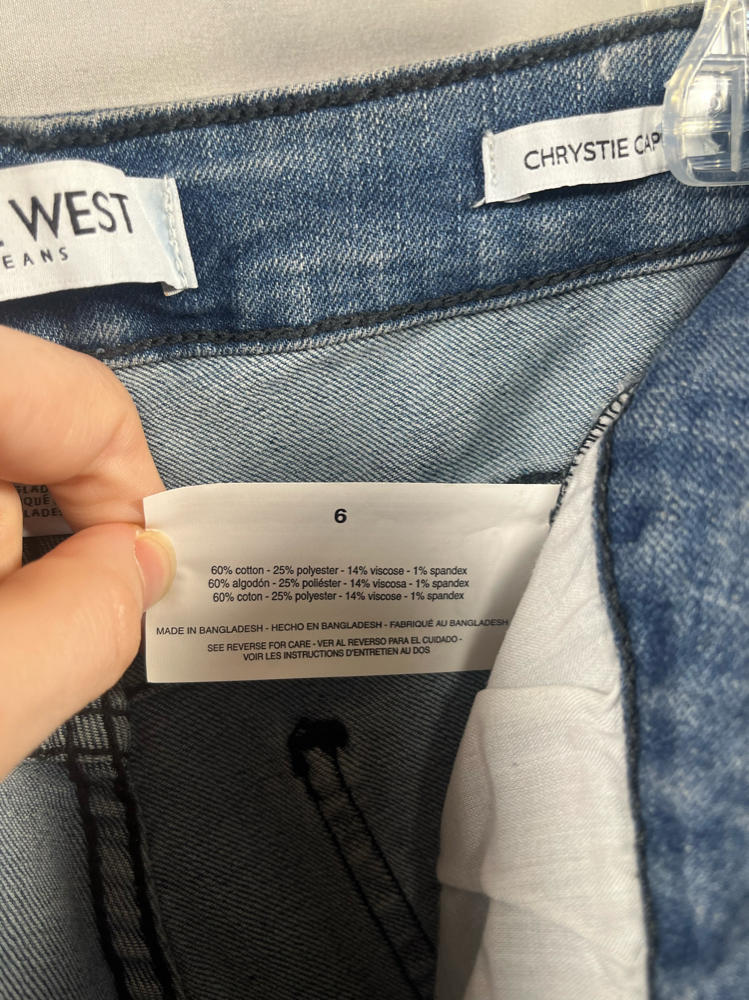 WEST
EANS
CHRYSTIE CAP
6
60% cotton - 25% polyester - 14% viscose - 1% spandex
60% algodón - 25% poliéster - 14% viscosa - 1% spandex
60% coton - 25% polyester - 14% viscose - 1% spandex
MADE IN BANGLADESH - HECHO EN BANGLADESH - FABRIQUÉ AU BANGLADESH
SEE REVERSE FOR CARE - VER AL REVERSO PARA EL CUIDADO -
VOIR LES INSTRUCTIONS D'ENTRETIEN AU DOS